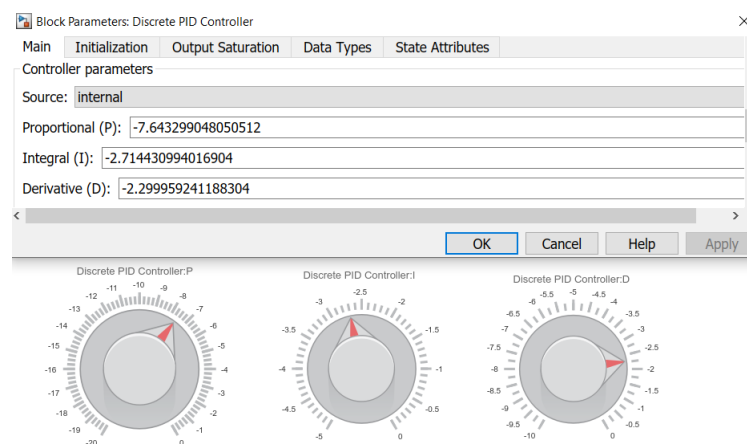 Block Parameters: Discrete PID Controller
Main Initialization Output Saturation Data Types State Attributes
Controller parameters
Source: internal
Proportional (P): -7.643299048050512
Integral (I): -2.714430994016904
Derivative (D): -2.299959241188304
OK Cancel Help Apply
Discrete PID Controller:P
-20 -19 -18 -17 -16 -15 -14 -13 -12 -11 -10 -9 -8 -7 -6 -5 -4 -3 -2 -1 0
Discrete PID Controller:I
-5 -4.5 -4 -3.5 -3 -2.5 -2 -1.5 -1 -0.5 0
Discrete PID Controller:D
-10 -9.5 -9 -8.5 -8 -7.5 -7 -6.5 -6 -5.5 -5 -4.5 -4 -3.5 -3 -2.5 -2 -1.5 -1 -0.5 0